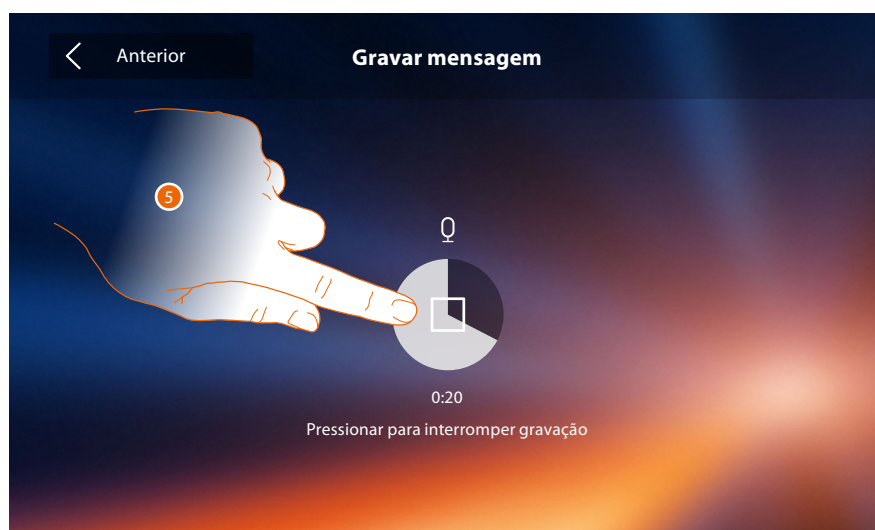 Anterior
Gravar mensagem
5
0:20
Pressionar para interromper gravação